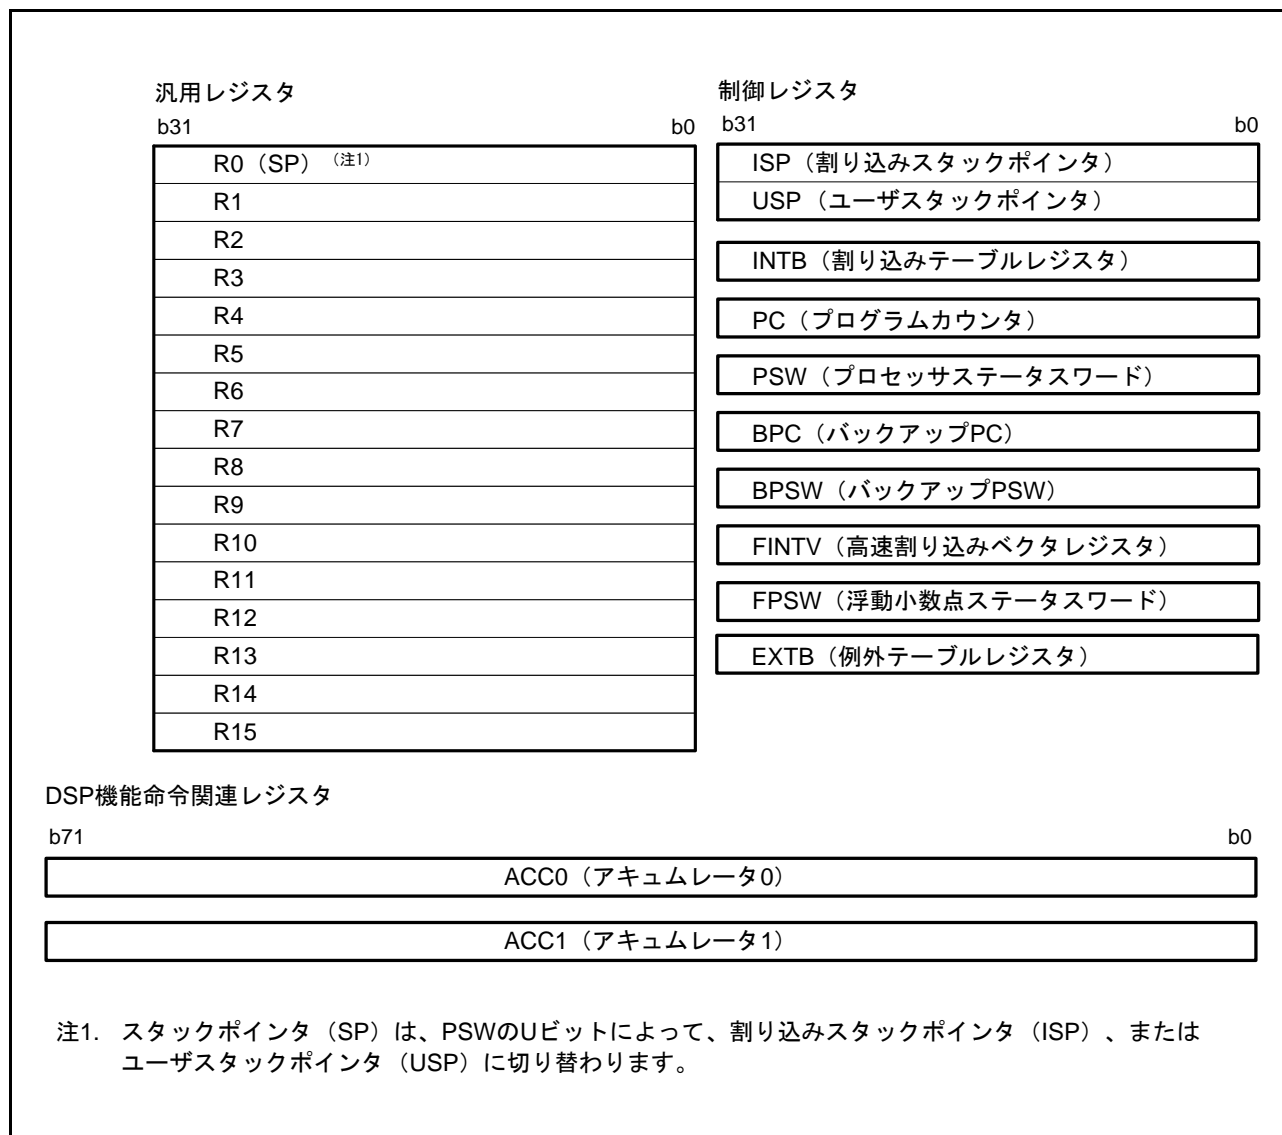 汎用レジスタ
b31 b0
R0（SP）（注1）
R1
R2
R3
R4
R5
R6
R7
R8
R9
R10
R11
R12
R13
R14
R15
制御レジスタ
b31 b0
ISP（割り込みスタックポインタ）
USP（ユーザスタックポインタ）
INTB（割り込みテーブルレジスタ）
PC（プログラムカウンタ）
PSW（プロセッサステータスワード）
BPC（バックアップPC）
BPSW（バックアップPSW）
FINTV（高速割り込みベクタレジスタ）
FPSW（浮動小数点ステータスワード）
EXTB（例外テーブルレジスタ）
DSP機能命令関連レジスタ
b71 b0
ACC0（アキュムレータ0）
ACC1（アキュムレータ1）
注1. スタックポインタ（SP）は、PSWのUビットによって、割り込みスタックポインタ（ISP）、または
ユーザスタックポインタ（USP）に切り替わります。